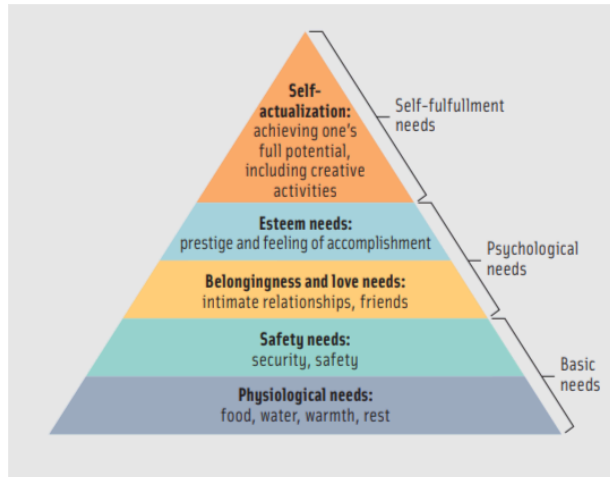 Self-
actualization:
achieving one's
full potential,
including creative
activities
Self-fulfullment
needs
Esteem needs:
prestige and feeling of accomplishment
Psychological
needs
Belongingness and love needs:
intimate relationships, friends
Safety needs:
security, safety
Basic
needs
Physiological needs:
food, water, warmth, rest